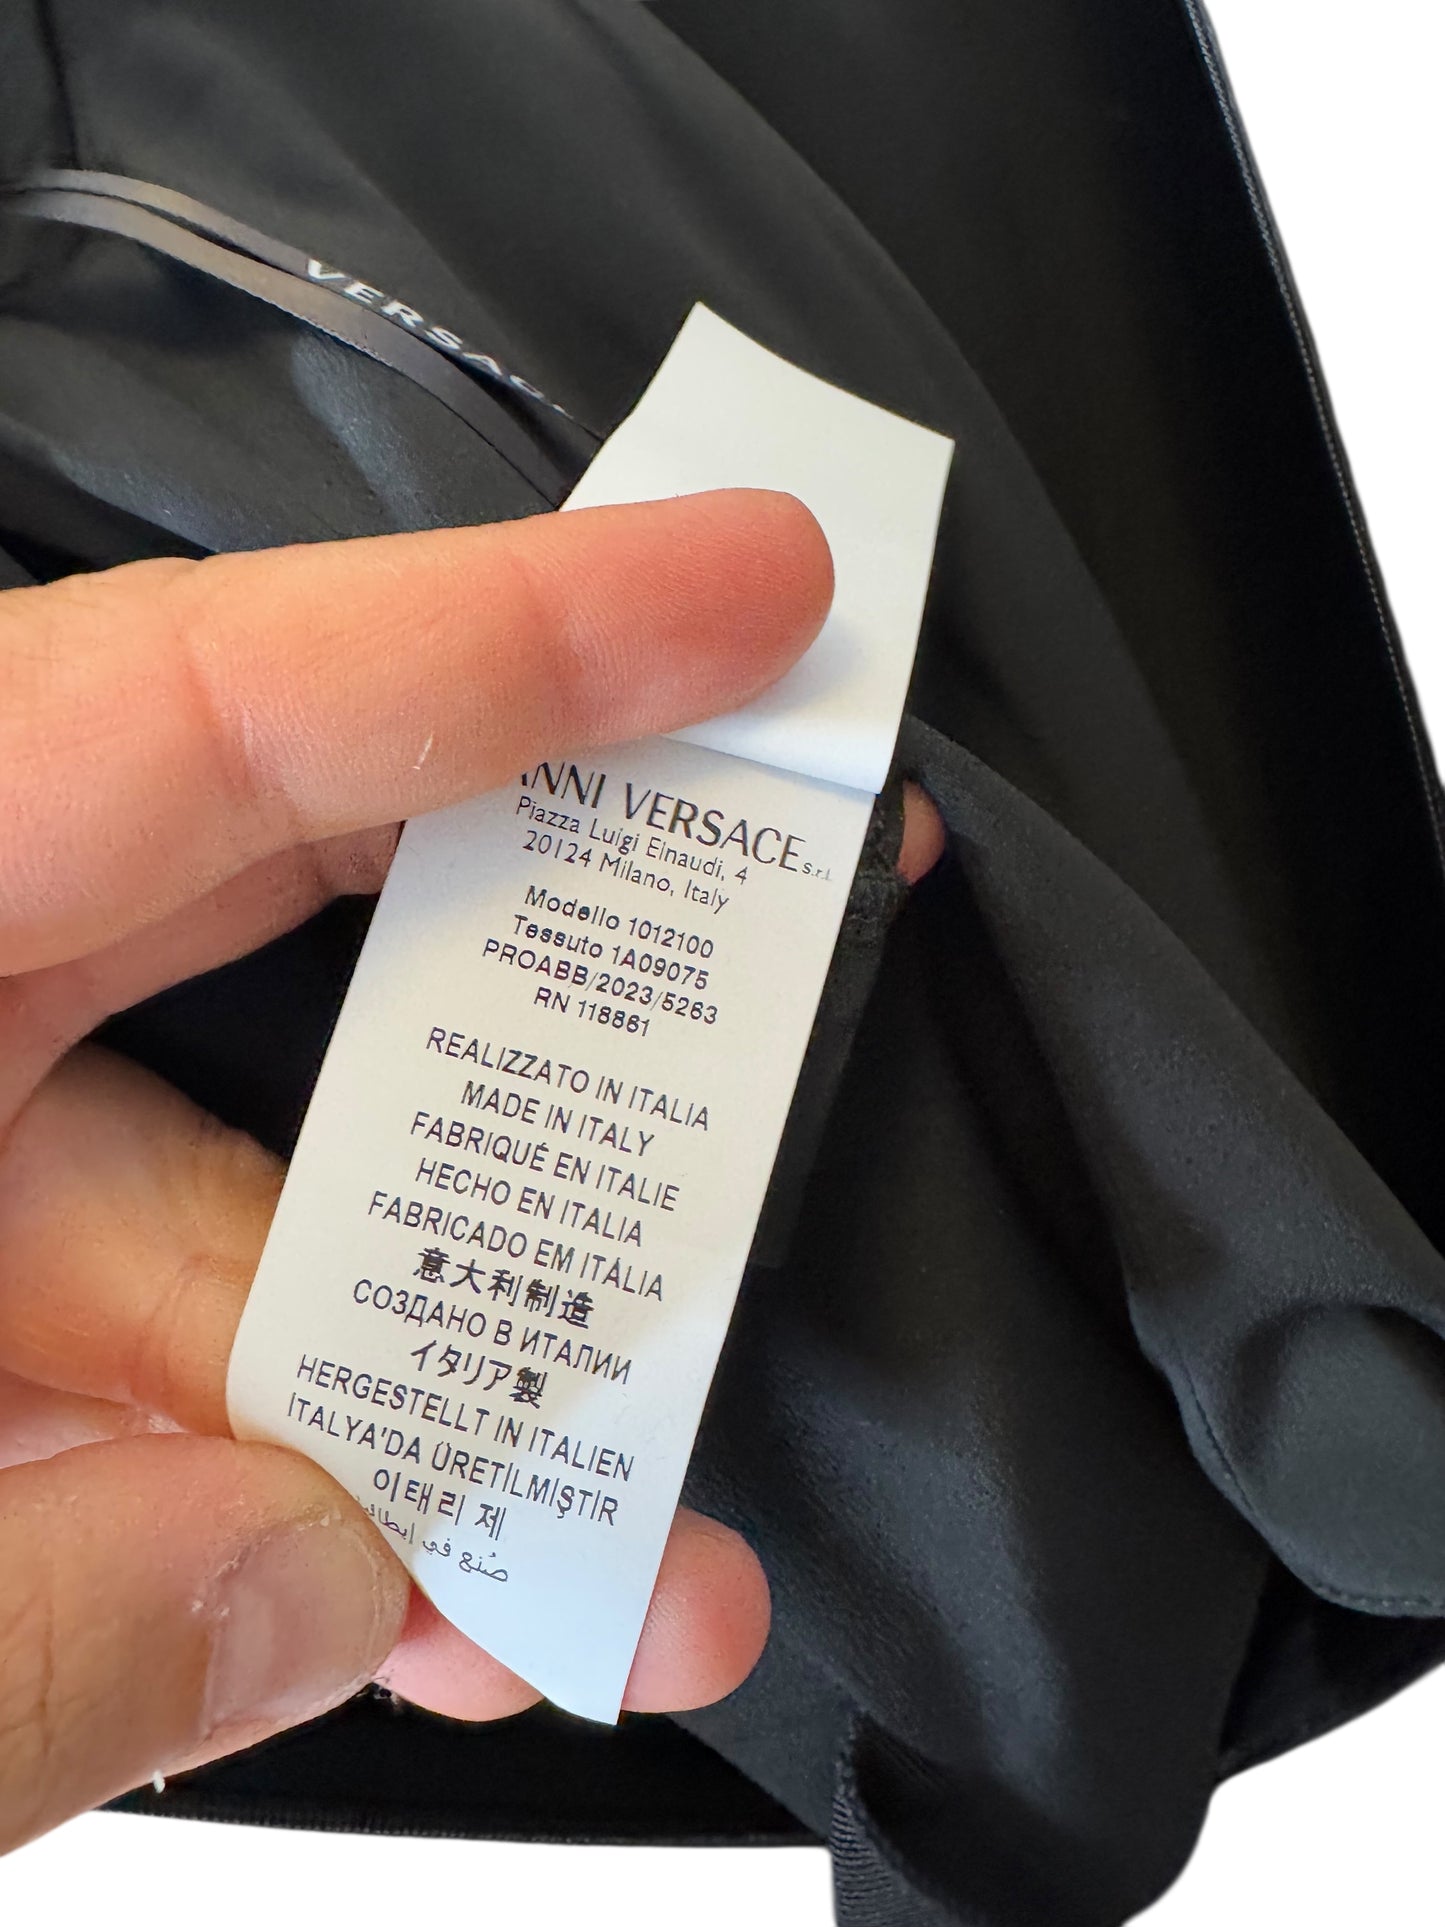 VERSACE
ANNI VERSACE s.r.l.
Piazza Luigi Einaudi, 4
20124 Milano, Italy
Modello 1012100
Tessuto 1A09075
PROABB/2023/5263
RN 118861
REALIZZATO IN ITALIA
MADE IN ITALY
FABRIQUÉ EN ITALIE
HECHO EN ITALIA
FABRICADO EM ITÁLIA
意大利制造
СОЗДАНО В ИТАЛИИ
イタリア製
HERGESTELLT IN ITALIEN
ITALYA'DA ÜRETİLMİŞTİR
이태리 제
صُنع في